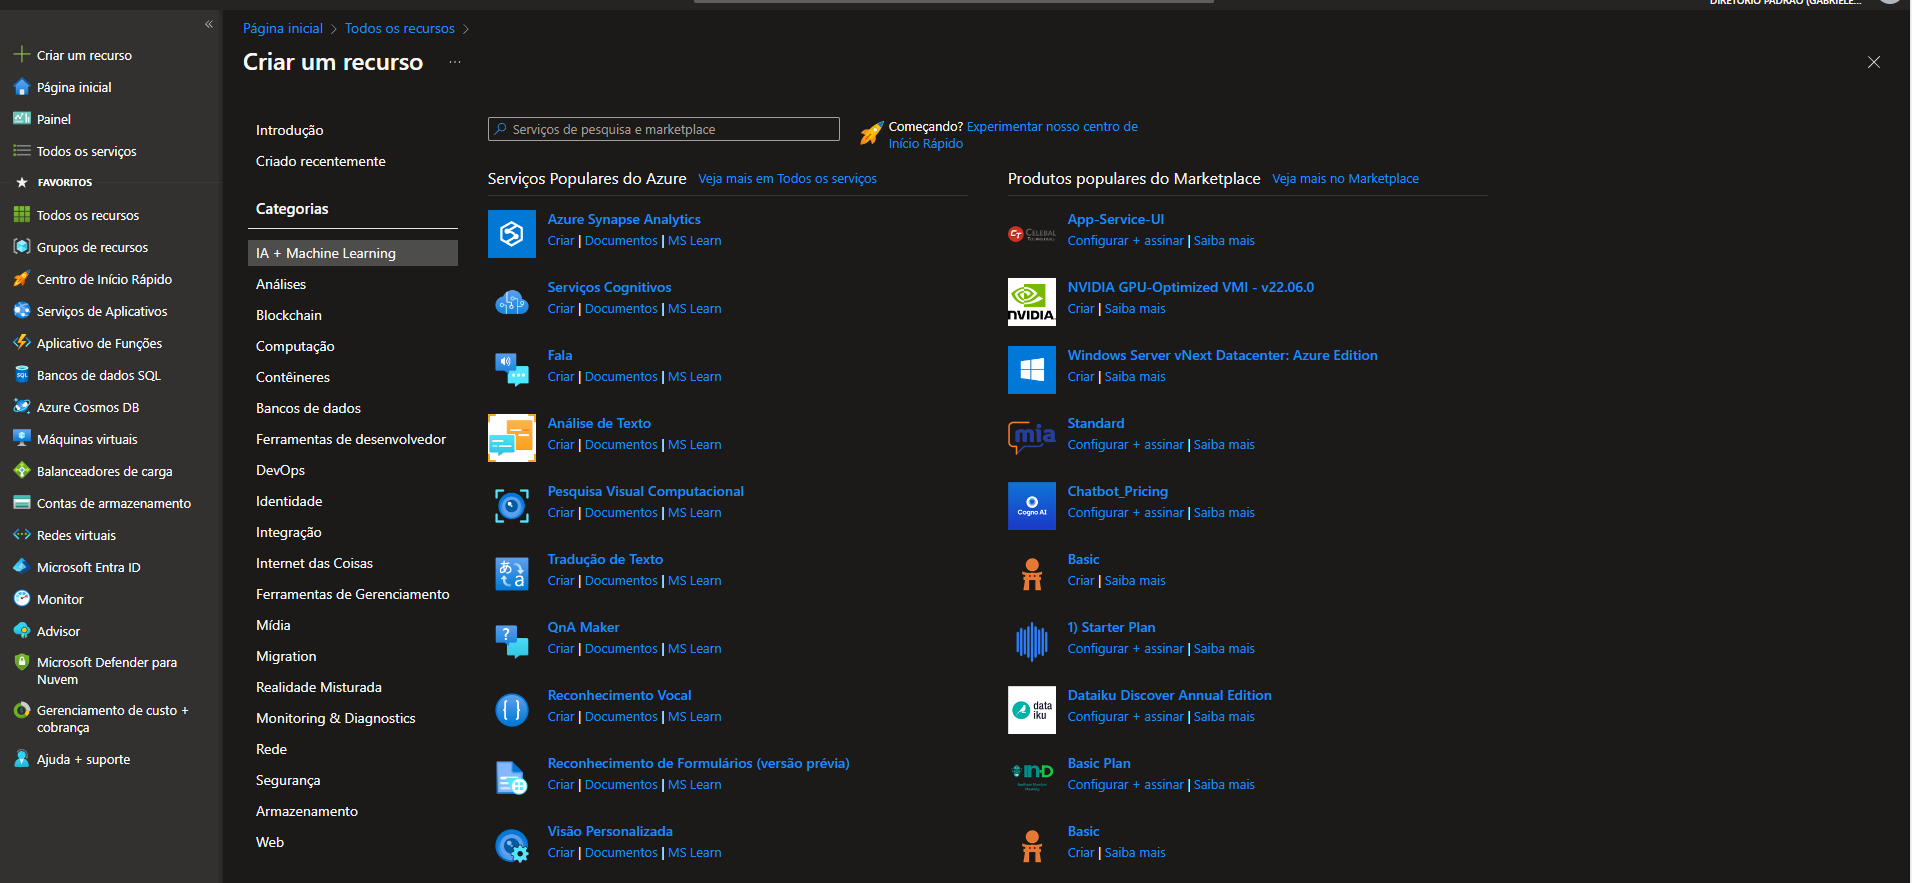 DIRETÓRIO PADRÃO (GABRIELE...
Página inicial > Todos os recursos >
Criar um recurso ...
Criar um recurso
Página inicial
Painel
Todos os serviços
FAVORITOS
Todos os recursos
Grupos de recursos
Centro de Início Rápido
Serviços de Aplicativos
Aplicativo de Funções
Bancos de dados SQL
Azure Cosmos DB
Máquinas virtuais
Balanceadores de carga
Contas de armazenamento
Redes virtuais
Microsoft Entra ID
Monitor
Advisor
Microsoft Defender para
Nuvem
Gerenciamento de custo +
cobrança
Ajuda + suporte
Introdução
Criado recentemente
Categorias
IA + Machine Learning
Análises
Blockchain
Computação
Contêineres
Bancos de dados
Ferramentas de desenvolvedor
DevOps
Identidade
Integração
Internet das Coisas
Ferramentas de Gerenciamento
Mídia
Migration
Realidade Misturada
Monitoring & Diagnostics
Rede
Segurança
Armazenamento
Web
Serviços de pesquisa e marketplace
Começando? Experimentar nosso centro de
Início Rápido
Serviços Populares do Azure Veja mais em Todos os serviços
Azure Synapse Analytics
Criar | Documentos | MS Learn
Serviços Cognitivos
Criar | Documentos | MS Learn
Fala
Criar | Documentos | MS Learn
Análise de Texto
Criar | Documentos | MS Learn
Pesquisa Visual Computacional
Criar | Documentos | MS Learn
Tradução de Texto
Criar | Documentos | MS Learn
QnA Maker
Criar | Documentos | MS Learn
Reconhecimento Vocal
Criar | Documentos | MS Learn
Reconhecimento de Formulários (versão prévia)
Criar | Documentos | MS Learn
Visão Personalizada
Criar | Documentos | MS Learn
Produtos populares do Marketplace Veja mais no Marketplace
CELEBAL
App-Service-UI
Configurar + assinar | Saiba mais
NVIDIA
NVIDIA GPU-Optimized VMI - v22.06.0
Criar | Saiba mais
Windows Server vNext Datacenter: Azure Edition
Criar | Saiba mais
mia
Standard
Configurar + assinar | Saiba mais
Cogno AI
Chatbot_Pricing
Configurar + assinar | Saiba mais
Basic
Criar | Saiba mais
1) Starter Plan
Configurar + assinar | Saiba mais
data
iku
Dataiku Discover Annual Edition
Configurar + assinar | Saiba mais
IN-D
Basic Plan
Configurar + assinar | Saiba mais
Basic
Criar | Saiba mais